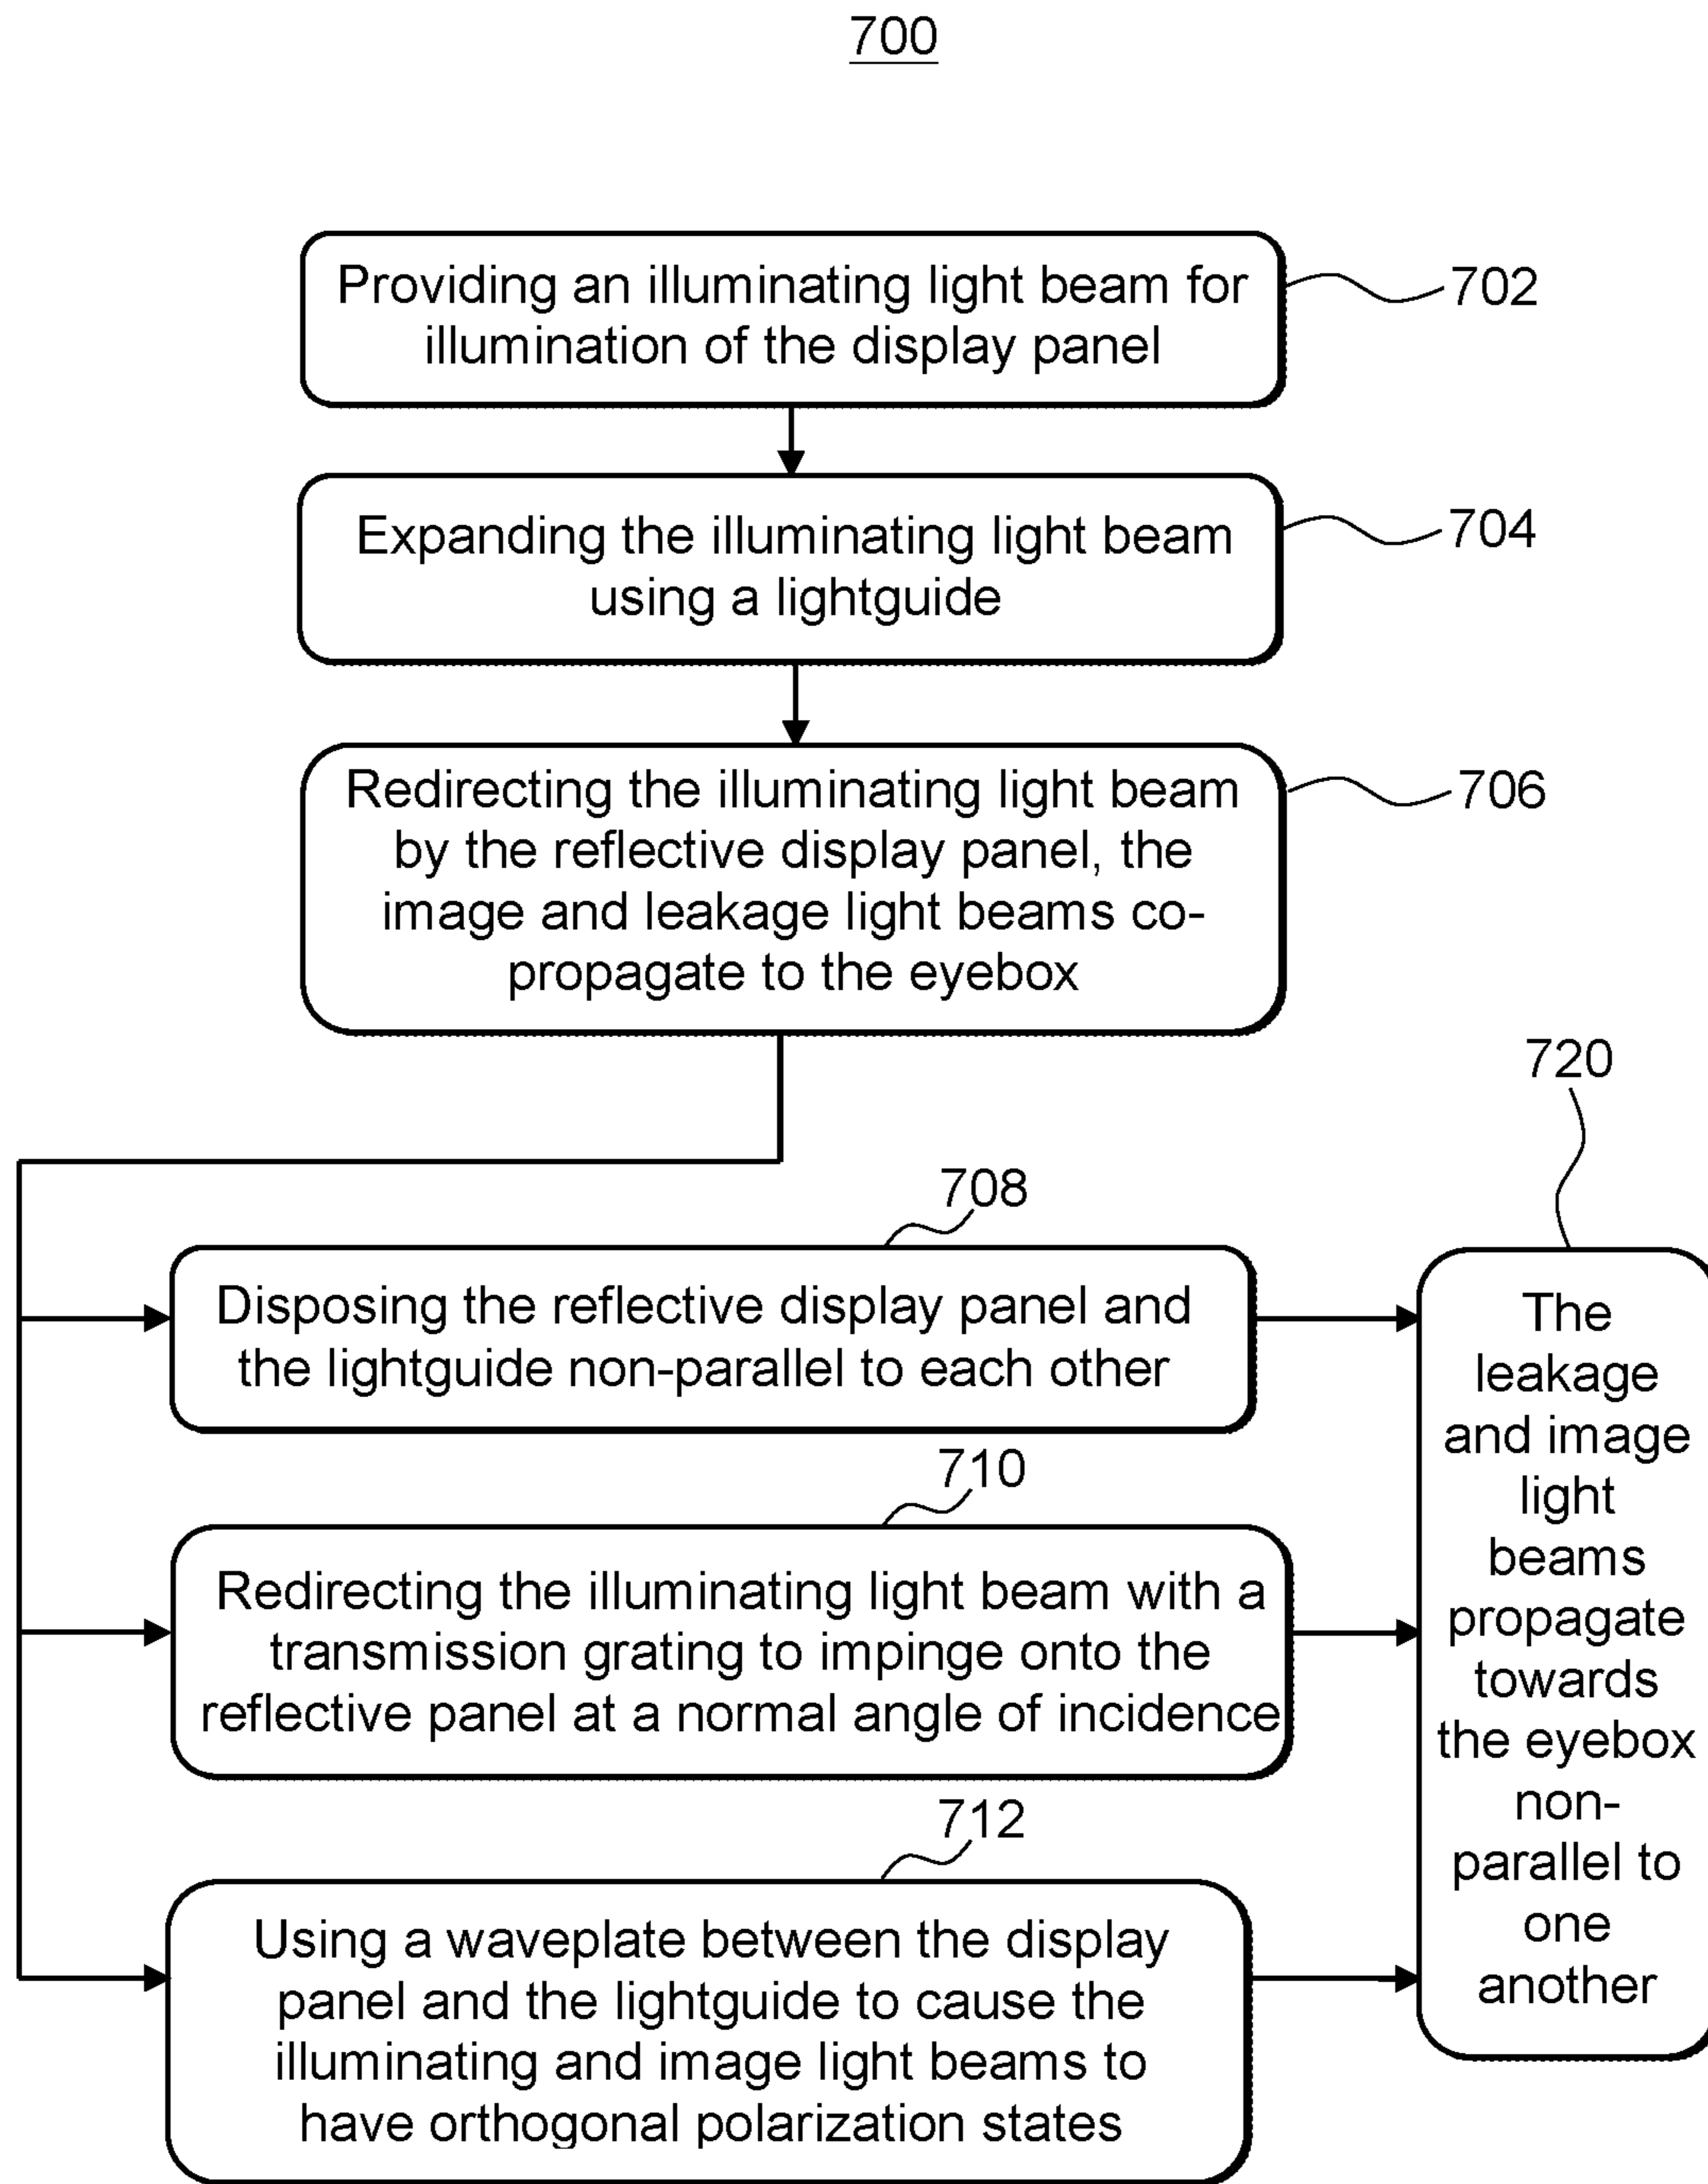 700
Providing an illuminating light beam for
illumination of the display panel
702
Expanding the illuminating light beam
using a lightguide
704
Redirecting the illuminating light beam
by the reflective display panel, the
image and leakage light beams co-
propagate to the eyebox
706
708
Disposing the reflective display panel and
the lightguide non-parallel to each other
710
Redirecting the illuminating light beam with a
transmission grating to impinge onto the
reflective panel at a normal angle of incidence
712
Using a waveplate between the display
panel and the lightguide to cause the
illuminating and image light beams to
have orthogonal polarization states
720
The
leakage
and image
light
beams
propagate
towards
the eyebox
non-
parallel to
one
another